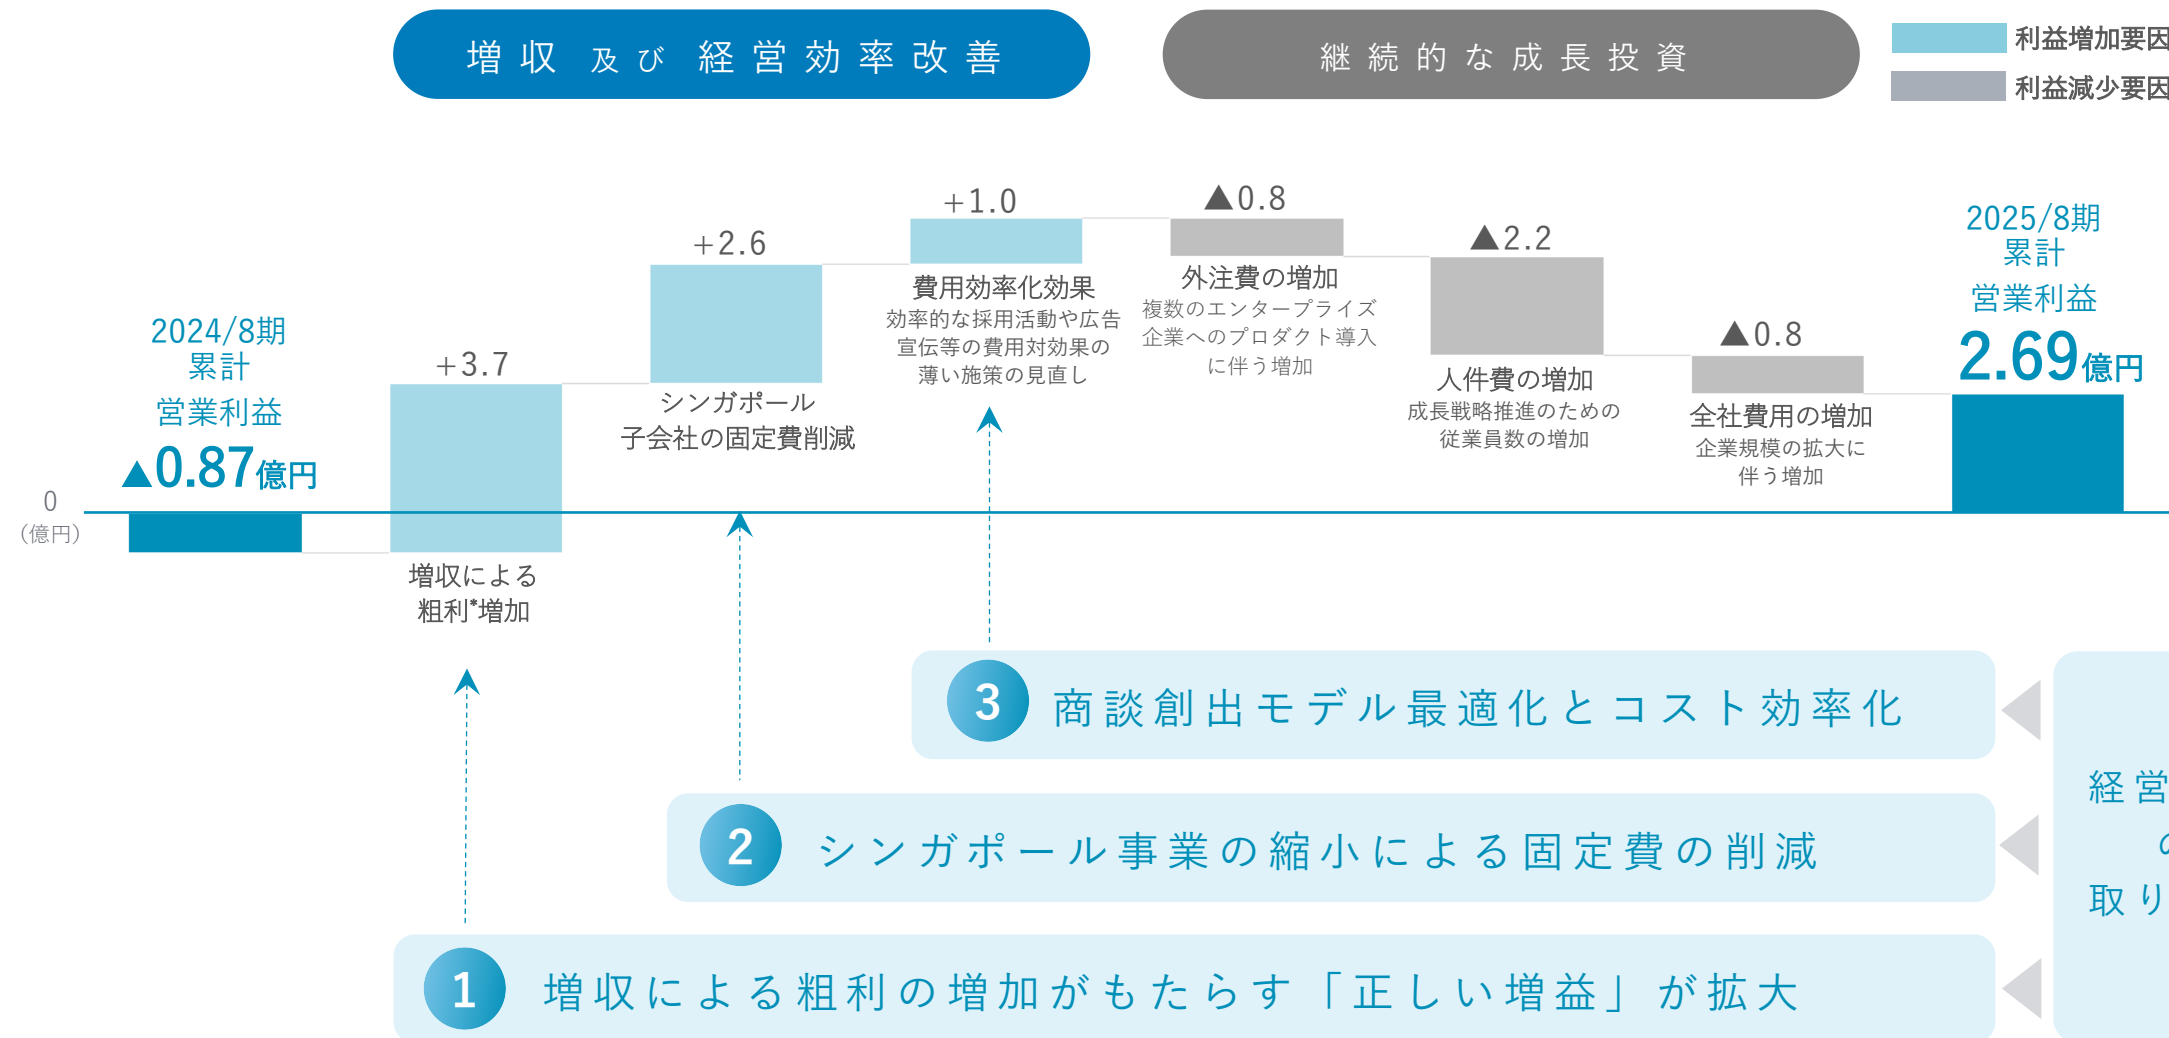 増収 及び 経営効率改善
継続的な成長投資
利益増加要因
利益減少要因
2024/8期
累計
営業利益
▲0.87億円
0
(億円)
+3.7
増収による
粗利*増加
+2.6
シンガポール
子会社の固定費削減
+1.0
費用効率化効果
効率的な採用活動や広告
宣伝等の費用対効果の
薄い施策の見直し
▲0.8
外注費の増加
複数のエンタープライズ
企業へのプロダクト導入
に伴う増加
▲2.2
人件費の増加
成長戦略推進のための
従業員数の増加
▲0.8
全社費用の増加
企業規模の拡大に
伴う増加
2025/8期
累計
営業利益
2.69億円
3 商談創出モデル最適化とコスト効率化
2 シンガポール事業の縮小による固定費の削減
1 増収による粗利の増加がもたらす「正しい増益」が拡大
経営
取り